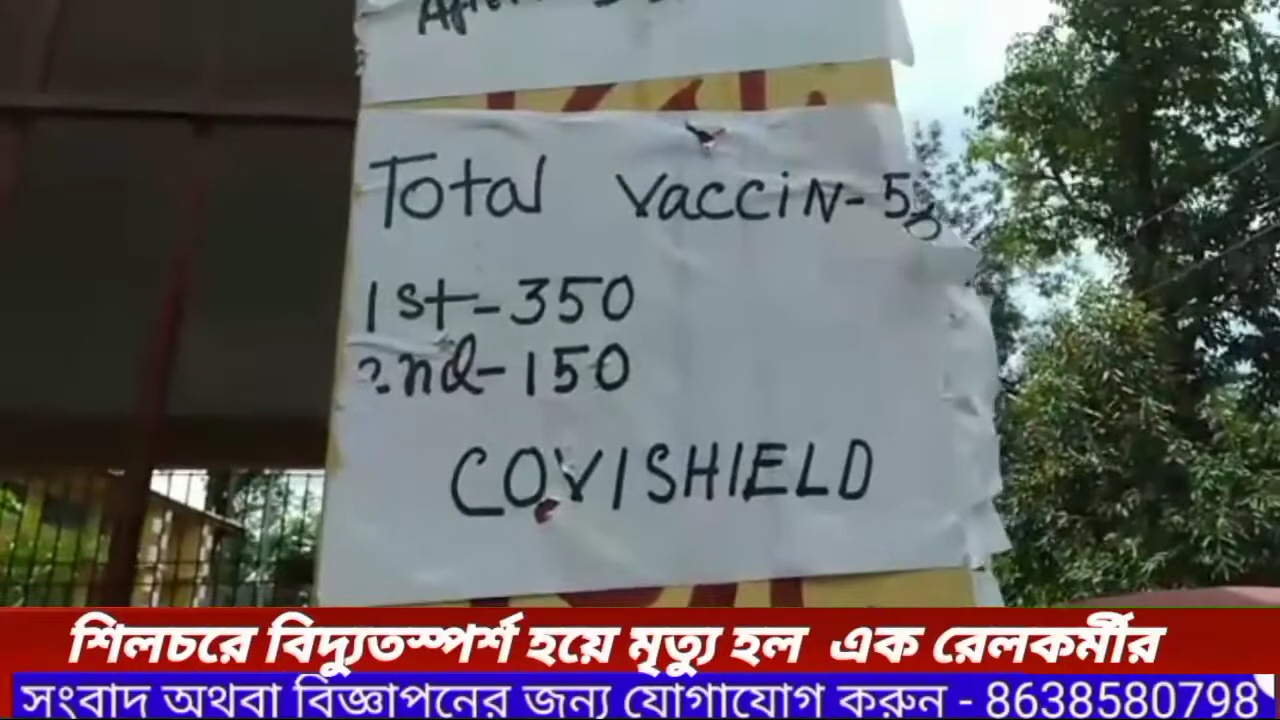 Total vaccin-
1st-350
2nd-150
COVISHIELD
শিলচরে বিদ্যুতস্পর্শ হয়ে মৃত্যু হল এক রেলকর্মীর
সংবাদ অথবা বিজ্ঞাপনের জন্য যোগাযোগ করুন - 8638580798